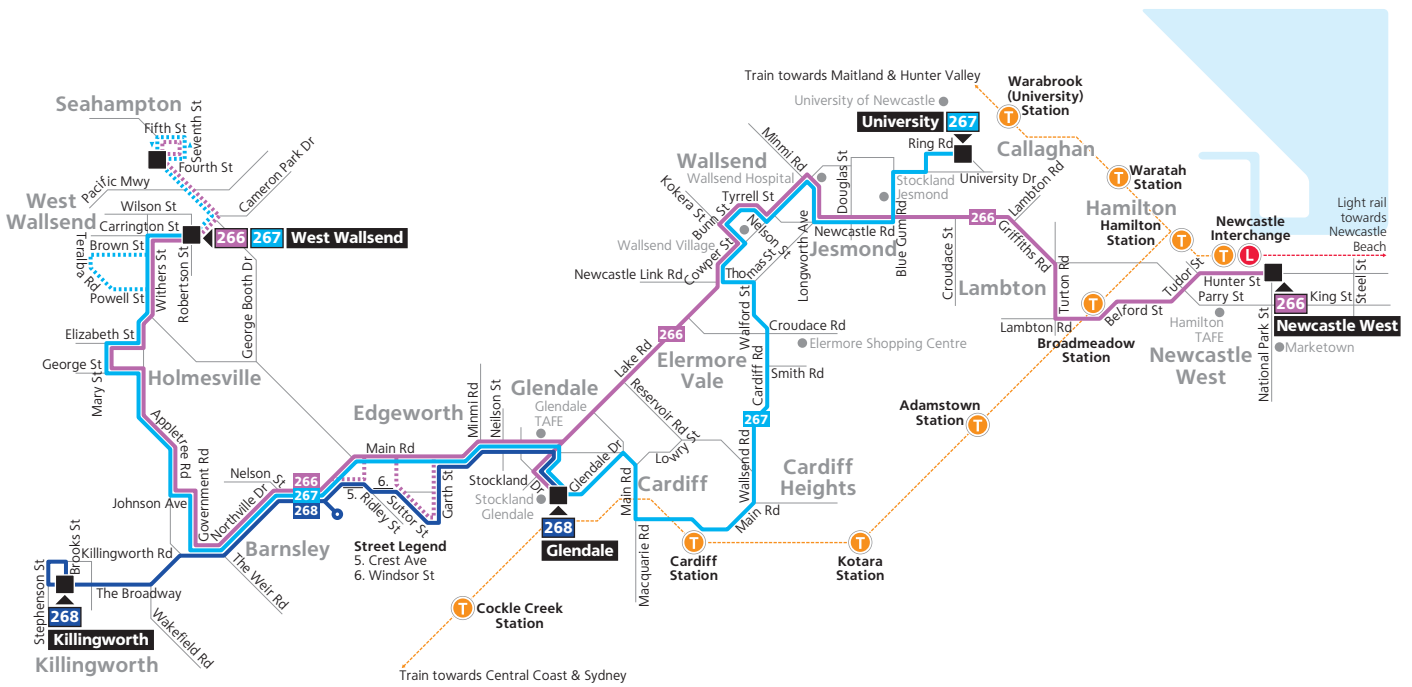 Train towards Maitland & Hunter Valley
Warabrook
(University)
Station
University of Newcastle
University 267
Ring Rd
Callaghan
University Dr
Waratah
Station
Hamilton
Hamilton
Station
Newcastle
Interchange
Light rail
towards
Newcastle
Beach
T
T
T
T
L
T
T
T
T
T
Seahampton
Fifth St
Seventh St
Fourth St
Pacific Mwy
Cameron Park Dr
West
Wallsend
Wilson St
Carrington St
Brown St
Teralba Rd
Powell St
Withers St
Robertson St
266 267 West Wallsend
George Booth Dr
Elizabeth St
George St
Mary St
Holmesville
Appletree Rd
Government Rd
Johnson Ave
Nelson St
Northville Dr
Barnsley
Killingworth Rd
Brooks St
Stephenson St
The Broadway
The Weir Rd
Wakefield Rd
268
Killingworth
Killingworth
Edgeworth
Main Rd
266
267
268
5.
6.
Ridley St
Suttor St
Garth St
Street Legend
5. Crest Ave
6. Windsor St
Minmi Rd
Neilson St
Glendale
Glendale
TAFE
Stockland
Dr
Stockland
Glendale
268
Glendale
Glendale Dr
Lake Rd
266
Reservoir Rd
Lowry St
Main Rd
Macquarie Rd
Cardiff
Cardiff
Station
Main Rd
Wallsend Rd
Cardiff
Heights
267
Cardiff Rd
Smith Rd
Elermore Shopping Centre
Croudace Rd
Walford St
Elermore
Vale
Newcastle Link Rd
Cowper St
Thomas St
Wallsend Village
Nelson St
Bunn St
Kokera St
Tyrrell St
Wallsend
Wallsend Hospital
Minmi Rd
Longworth Ave
Douglas St
Newcastle Rd
Jesmond
Stockland
Jesmond
Blue Gum Rd
266
Croudace St
Lambton Rd
Griffiths Rd
Lambton
Turton Rd
Lambton Rd
Broadmeadow
Station
Belford St
Tudor St
Hunter St
Parry St
Hamilton
TAFE
Newcastle
West
National Park St
King St
Steel St
266
Newcastle West
Marketown
Adamstown
Station
Kotara
Station
Cockle Creek
Station
Train towards Central Coast & Sydney